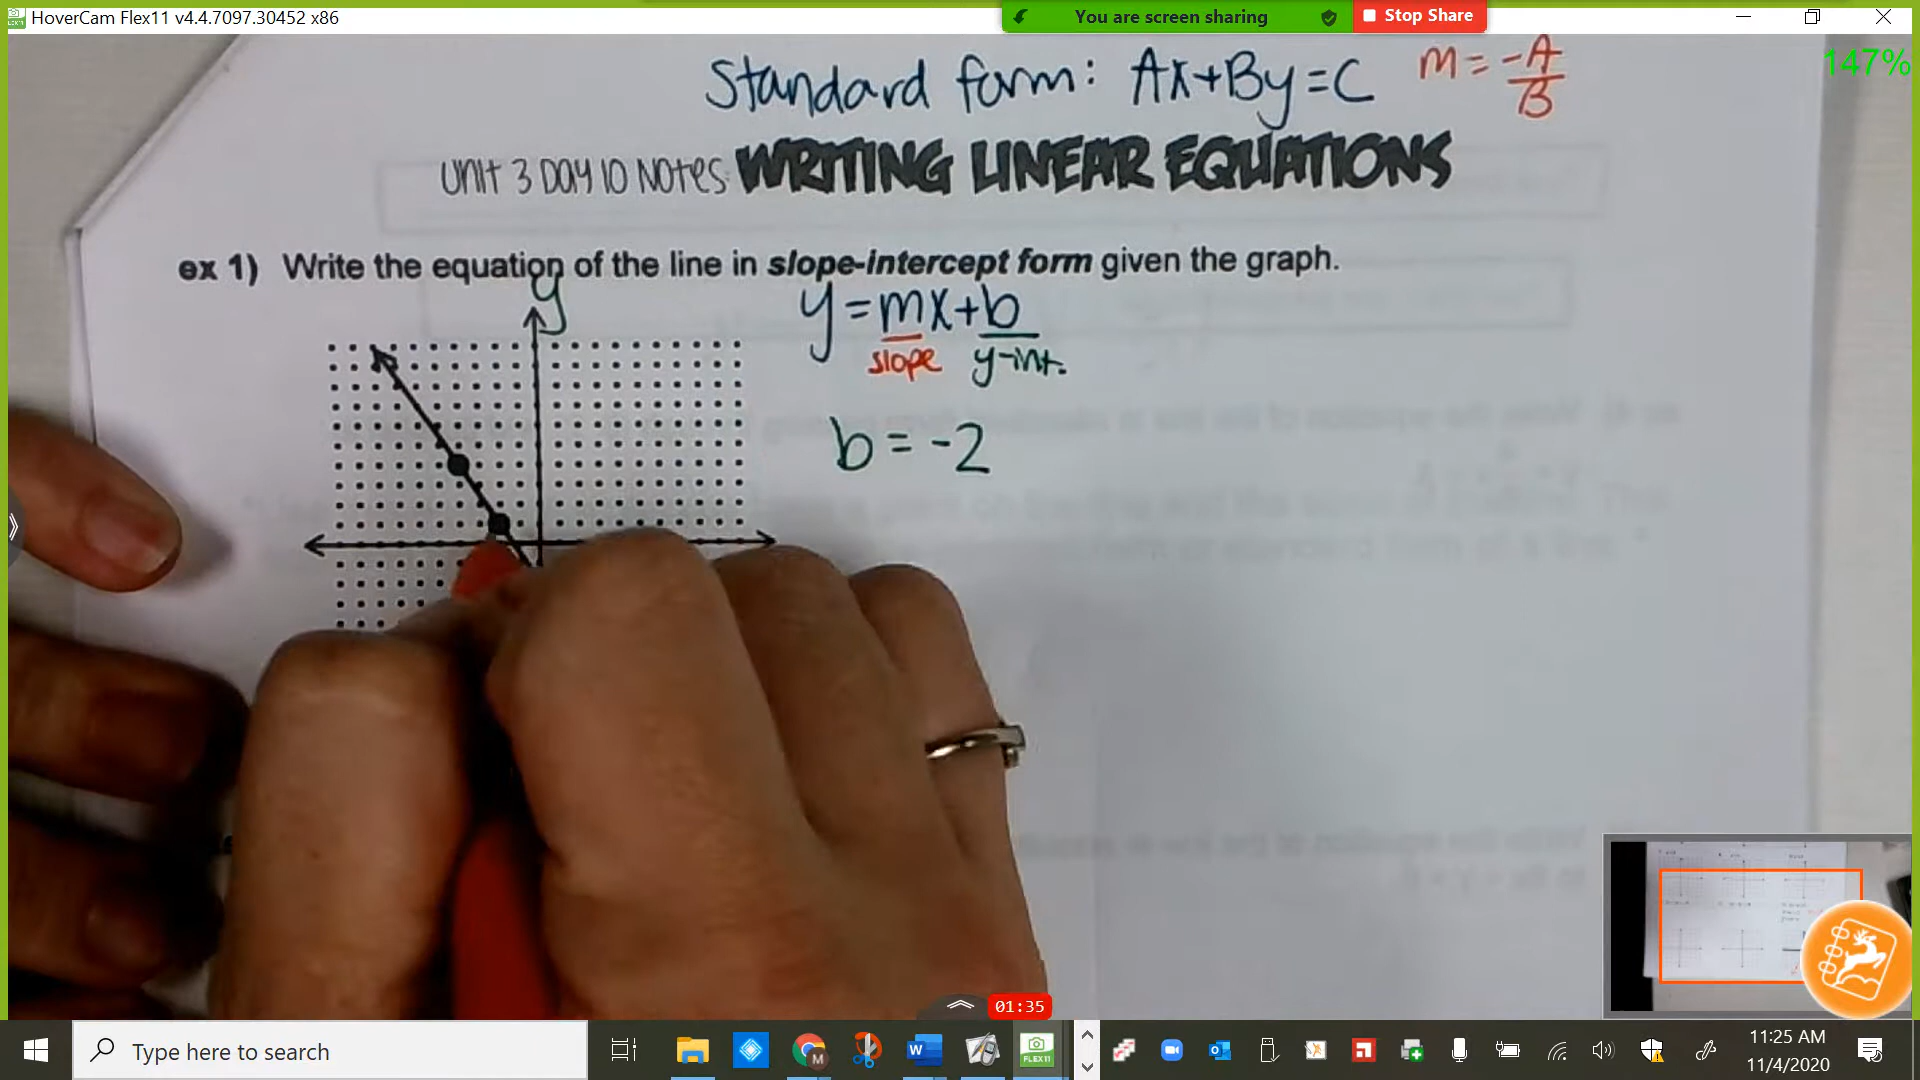 HoverCam Flex11 v4.4.7097.30452 x86
You are screen sharing
Stop Share
147%
Standard form: Ax+By=C m=-A/B
Unit 3 Day 10 Notes: WRITING LINEAR EQUATIONS
ex 1) Write the equation of the line in slope-intercept form given the graph.
y
y=mx+b
slope y-int.
b = -2
01:35
Type here to search
11:25 AM
11/4/2020